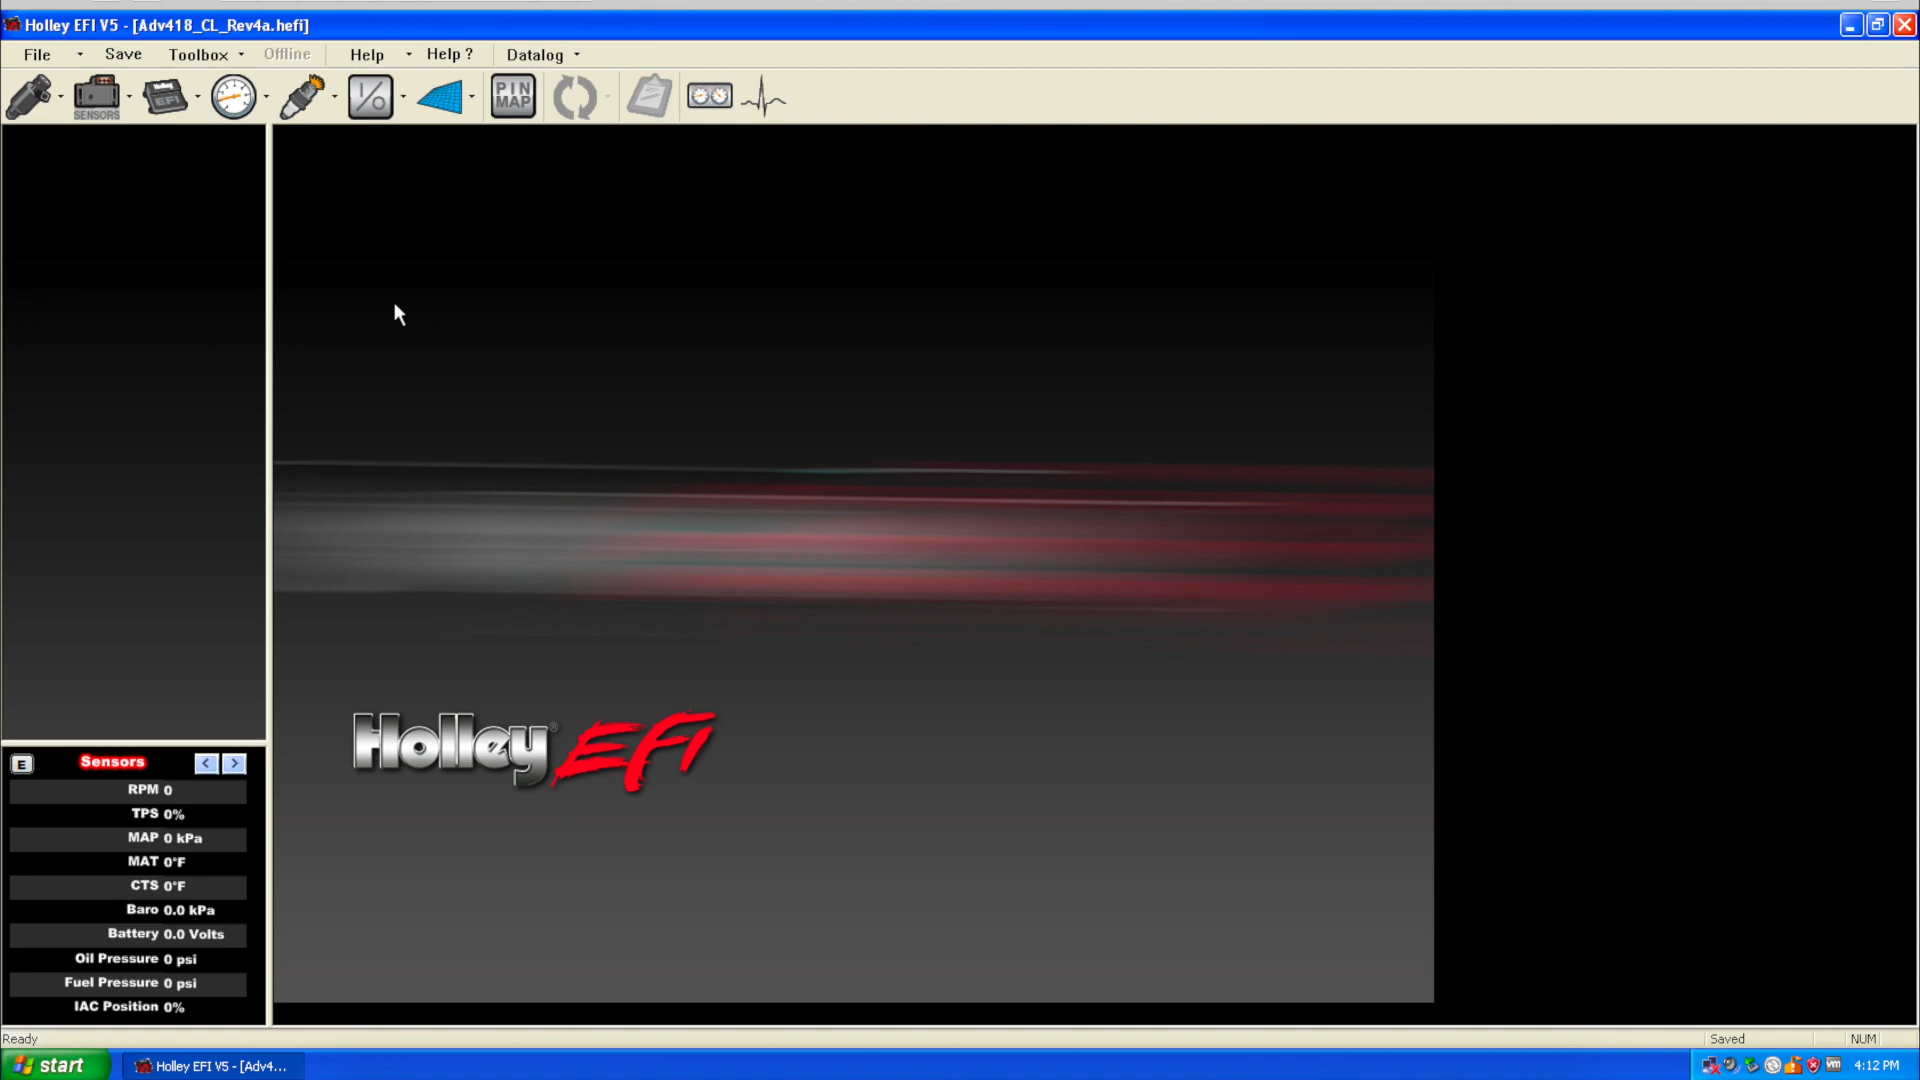 Holley EFI V5 - [Adv418_CL_Rev4a.hefi]
File Save Toolbox Offline Help Help ? Datalog
SENSORS
Holley EFI
I/O
PIN MAP
Holley® EFI
E Sensors < >
RPM 0
TPS 0%
MAP 0 kPa
MAT 0°F
CTS 0°F
Baro 0.0 kPa
Battery 0.0 Volts
Oil Pressure 0 psi
Fuel Pressure 0 psi
IAC Position 0%
Ready Saved NUM
start Holley EFI V5 - [Adv4... vm 4:12 PM